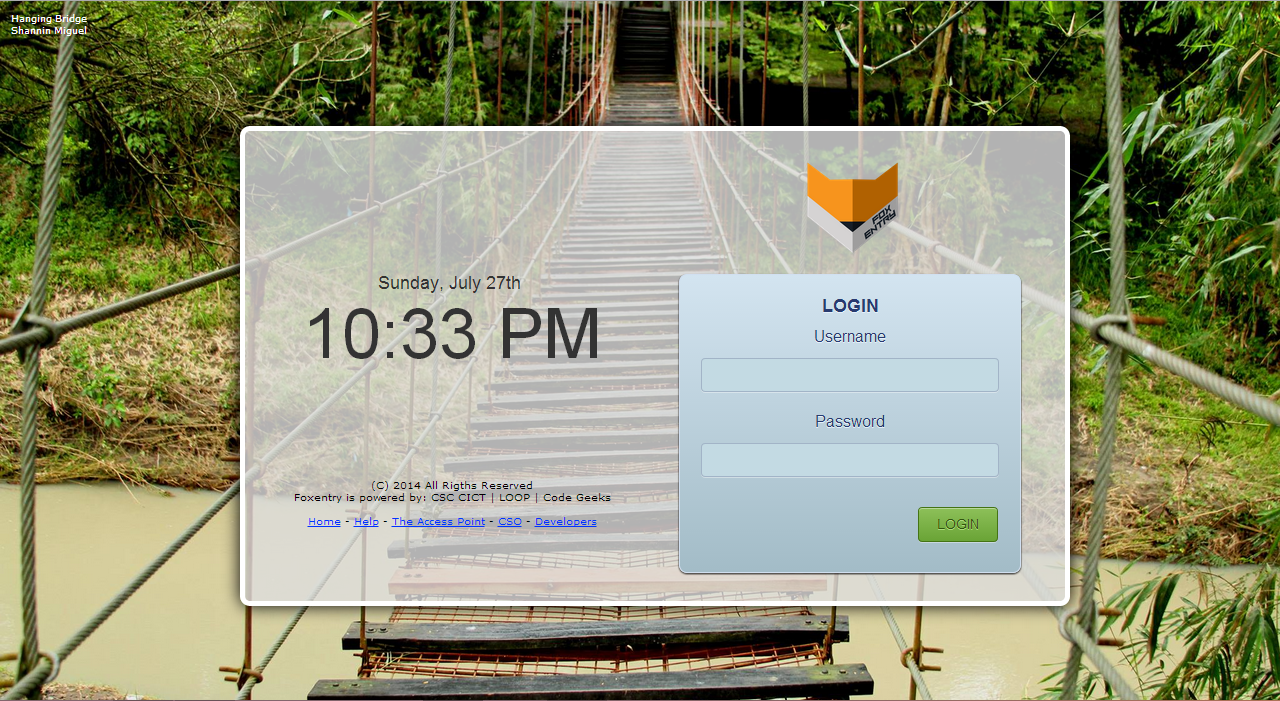 Hanging Bridge
Shannin Miguel
FOX
ENTRY
Sunday, July 27th
10:33 PM
LOGIN
Username
Password
LOGIN
(C) 2014 All Rigths Reserved
Foxentry is powered by: CSC CICT | LOOP | Code Geeks
Home - Help - The Access Point - CSO - Developers